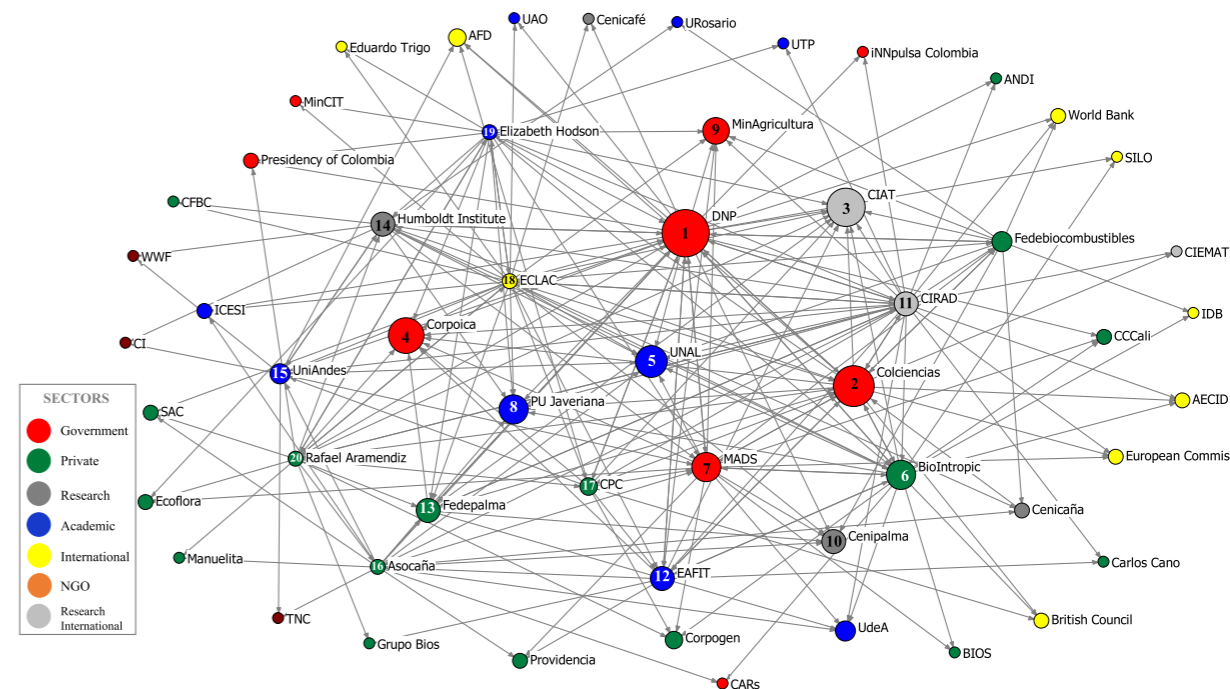 UAO
Cenicafé
URosario
Eduardo Trigo
AFD
UTP
iNNpulsa Colombia
ANDI
MinCIT
World Bank
19 Elizabeth Hodson
9 MinAgricultura
Presidency of Colombia
SILO
CFBC
14 Humboldt Institute
1 DNP
3 CIAT
Fedebiocombustibles
CIEMAT
WWF
18 ECLAC
11 CIRAD
ICESI
IDB
CI
4 Corpoica
CCCali
15 UniAndes
5 UNAL
2 Colciencias
SECTORS
Government
Private
Research
Academic
International
NGO
Research
International
AECID
8 PU Javeriana
SAC
20 Rafael Aramendiz
7 MADS
6 BioIntropic
European Commis
17 CPC
Ecoflora
13 Fedepalma
Cenicaña
10 Cenipalma
Manuelita
16 Asocaña
12 EAFIT
Carlos Cano
TNC
British Council
UdeA
Grupo Bios
Corpogen
BIOS
Providencia
CARs